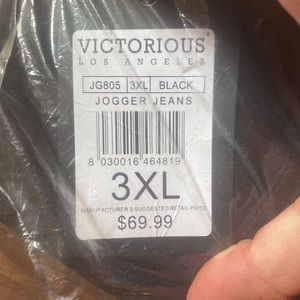 VICTORIOUS
LOS ANGELES
JG805 3XL BLACK
JOGGER JEANS
8 030016 464819
3XL
MANUFACTURER'S SUGGESTED RETAIL PRICE
$69.99